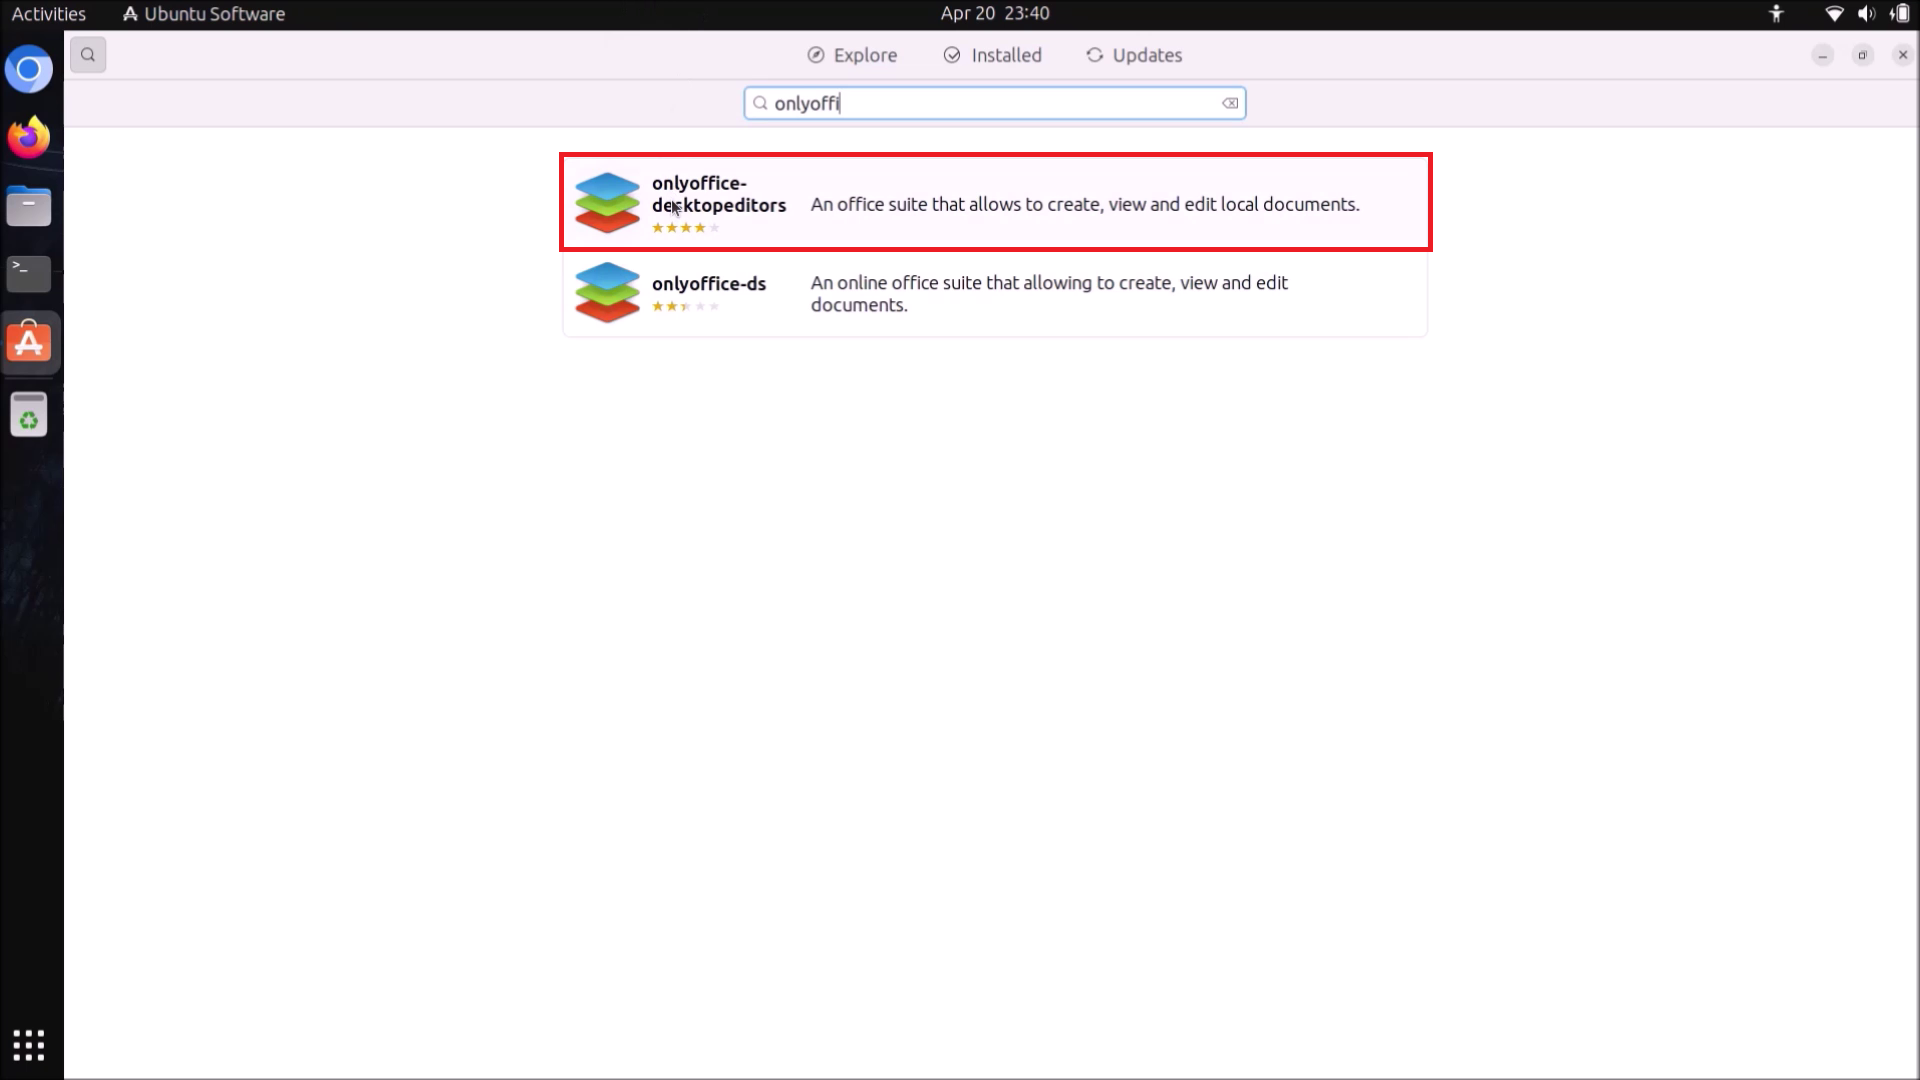 Activities
Ubuntu Software
Apr 20 23:40
Explore
Installed
Updates
onlyoffi
onlyoffice-
desktopeditors
An office suite that allows to create, view and edit local documents.
onlyoffice-ds
An online office suite that allowing to create, view and edit
documents.
>_